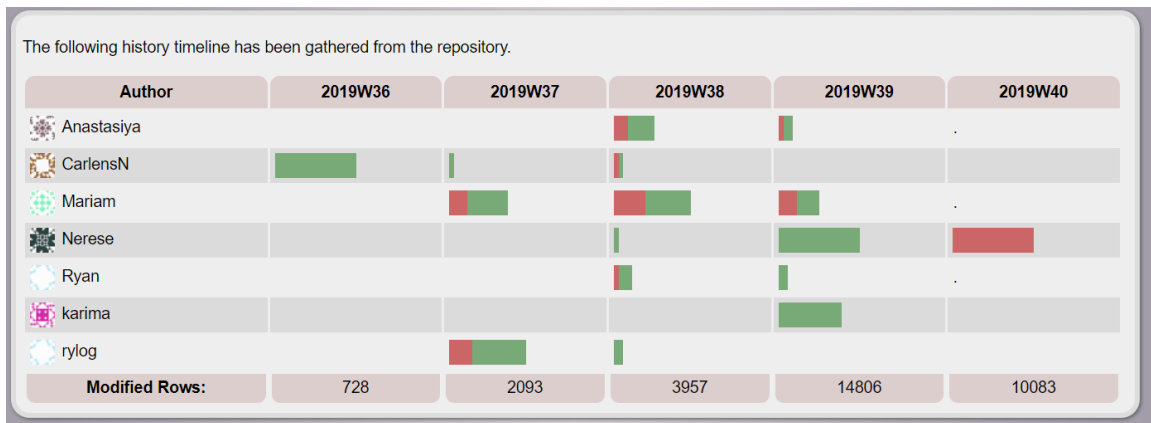 The following history timeline has been gathered from the repository.
Author 2019W36 2019W37 2019W38 2019W39 2019W40
Anastasiya .
CarlensN
Mariam .
Nerese
Ryan .
karima
rylog
Modified Rows: 728 2093 3957 14806 10083